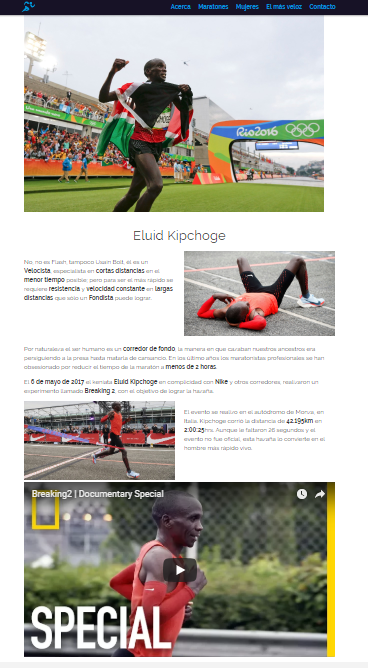 Acerca Maratones Mujeres El más veloz Contacto
Rio2016
Eluid Kipchoge
No, no es Flash, tampoco Usain Bolt, él es un
Velocista, especialista en cortas distancias en el
menor tiempo posible; pero para ser el más rápido se
requiere resistencia y velocidad constante en largas
distancias que sólo un Fondista puede lograr.
Por naturaleza el ser humano es un corredor de fondo, la manera en que cazaban nuestros ancestros era
persiguiendo a la presa hasta matarla de cansancio. En los último años los maratonistas profesionales se han
obsesionado por reducir el tiempo de la maratón a menos de 2 horas.
El 6 de mayo de 2017 el keniata Eluid Kipchoge en complicidad con Nike y otros corredores, realizaron un
experimento llamado Breaking 2, con el objetivo de lograr la hazaña.
El evento se realizó en el autódromo de Monza, en
Italia, Kipchoge corrió la distancia de 42.195km en
2:00:25hrs. Aunque le faltaron 26 segundos y el
evento no fue oficial, esta hazaña lo convierte en el
hombre más rápido vivo.
Breaking2 | Documentary Special
SPECIAL